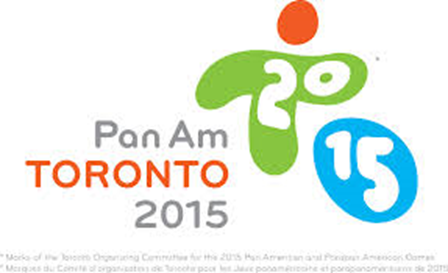 20
15
Pan Am
TORONTO
2015
* Marks of the Toronto Organizing Committee for the 2015 Pan American and Parapan American Games
* Marques du Comité d'organisation de Toronto pour les Jeux panaméricains et parapanaméricains de 2015